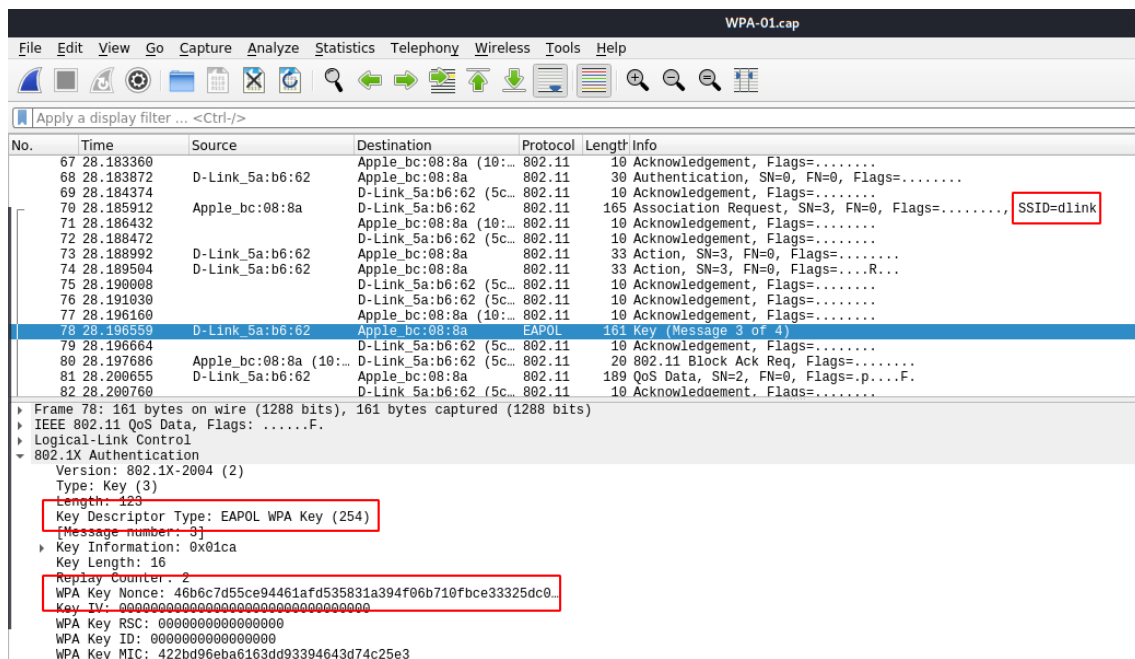 WPA-01.cap
File Edit View Go Capture Analyze Statistics Telephony Wireless Tools Help
Apply a display filter ... <Ctrl-/>
No. Time Source Destination Protocol Length Info
67 28.183360 Apple_bc:08:8a (10:… 802.11 10 Acknowledgement, Flags=........
68 28.183872 D-Link_5a:b6:62 Apple_bc:08:8a 802.11 30 Authentication, SN=0, FN=0, Flags=........
69 28.184374 D-Link_5a:b6:62 (5c… 802.11 10 Acknowledgement, Flags=........
70 28.185912 Apple_bc:08:8a D-Link_5a:b6:62 802.11 165 Association Request, SN=3, FN=0, Flags=........, SSID=dlink
71 28.186432 Apple_bc:08:8a (10:… 802.11 10 Acknowledgement, Flags=........
72 28.188472 D-Link_5a:b6:62 (5c… 802.11 10 Acknowledgement, Flags=........
73 28.188992 D-Link_5a:b6:62 Apple_bc:08:8a 802.11 33 Action, SN=3, FN=0, Flags=........
74 28.189504 D-Link_5a:b6:62 Apple_bc:08:8a 802.11 33 Action, SN=3, FN=0, Flags=....R...
75 28.190008 D-Link_5a:b6:62 (5c… 802.11 10 Acknowledgement, Flags=........
76 28.191030 D-Link_5a:b6:62 (5c… 802.11 10 Acknowledgement, Flags=........
77 28.196160 Apple_bc:08:8a (10:… 802.11 10 Acknowledgement, Flags=........
78 28.196559 D-Link_5a:b6:62 Apple_bc:08:8a EAPOL 161 Key (Message 3 of 4)
79 28.196664 D-Link_5a:b6:62 (5c… 802.11 10 Acknowledgement, Flags=........
80 28.197686 Apple_bc:08:8a (10:… D-Link_5a:b6:62 (5c… 802.11 20 802.11 Block Ack Req, Flags=........
81 28.200655 D-Link_5a:b6:62 Apple_bc:08:8a 802.11 189 QoS Data, SN=2, FN=0, Flags=.p....F.
82 28.200760 D-Link_5a:b6:62 (5c… 802.11 10 Acknowledgement, Flags=........
Frame 78: 161 bytes on wire (1288 bits), 161 bytes captured (1288 bits)
IEEE 802.11 QoS Data, Flags: ......F.
Logical-Link Control
802.1X Authentication
Version: 802.1X-2004 (2)
Type: Key (3)
Length: 123
Key Descriptor Type: EAPOL WPA Key (254)
[Message number: 3]
Key Information: 0x01ca
Key Length: 16
Replay Counter: 2
WPA Key Nonce: 46b6c7d55ce94461afd535831a394f06b710fbce33325dc0…
Key IV: 00000000000000000000000000000000
WPA Key RSC: 0000000000000000
WPA Key ID: 0000000000000000
WPA Key MIC: 422bd96eba6163dd93394643d74c25e3